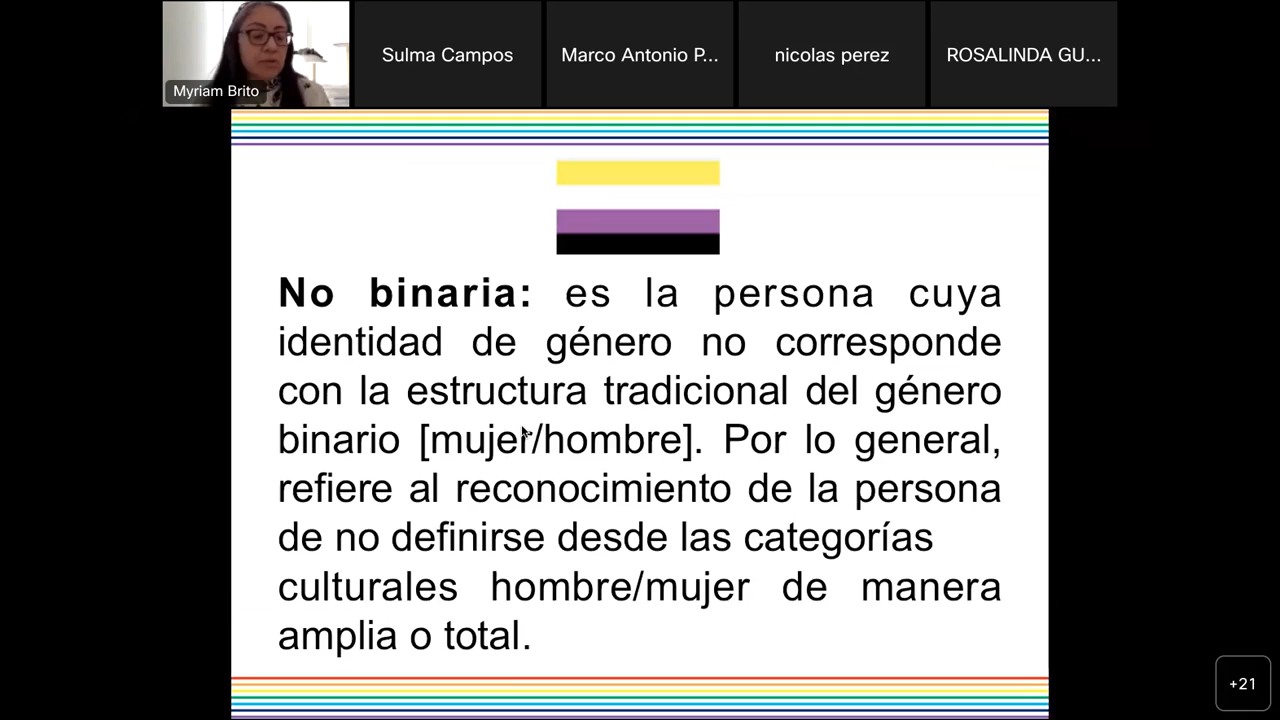 Myriam Brito
Sulma Campos
Marco Antonio P...
nicolas perez
ROSALINDA GU...
No binaria: es la persona cuya
identidad de género no corresponde
con la estructura tradicional del género
binario [mujer/hombre]. Por lo general,
refiere al reconocimiento de la persona
de no definirse desde las categorías
culturales hombre/mujer de manera
amplia o total.
+21